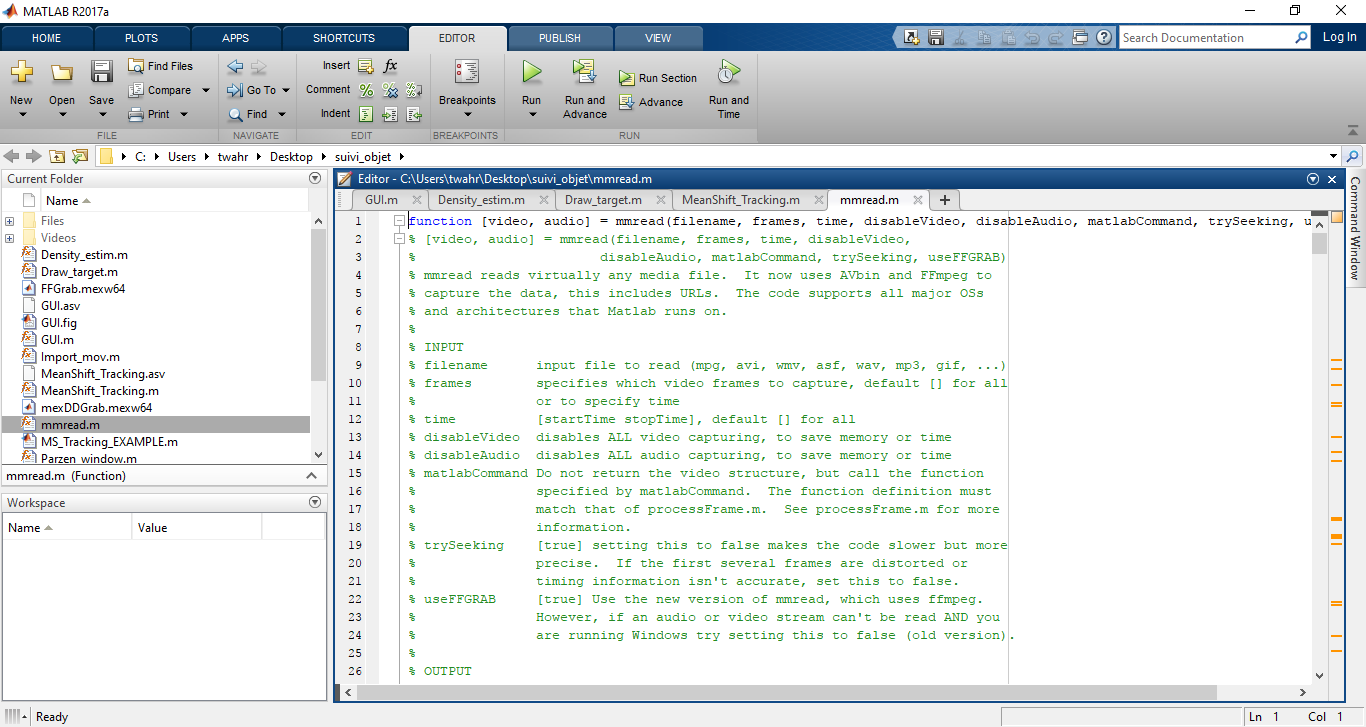 MATLAB R2017a
HOME PLOTS APPS SHORTCUTS EDITOR PUBLISH VIEW Search Documentation Log In
New Open Save Find Files Compare Print
FILE
Go To Find
NAVIGATE
Insert fx Comment Indent
EDIT
Breakpoints
BREAKPOINTS
Run Run and Advance Run Section Advance Run and Time
RUN
C: Users twahr Desktop suivi_objet
Current Folder
Name
Files
Videos
Density_estim.m
Draw_target.m
FFGrab.mexw64
GUI.asv
GUI.fig
GUI.m
Import_mov.m
MeanShift_Tracking.asv
MeanShift_Tracking.m
mexDDGrab.mexw64
mmread.m
MS_Tracking_EXAMPLE.m
Parzen_window.m
mmread.m (Function)
Workspace
Name Value
Editor - C:\Users\twahr\Desktop\suivi_objet\mmread.m
GUI.m Density_estim.m Draw_target.m MeanShift_Tracking.m mmread.m
1 function [video, audio] = mmread(filename, frames, time, disableVideo, disableAudio, matlabCommand, trySeeking, u
2 % [video, audio] = mmread(filename, frames, time, disableVideo,
3 % disableAudio, matlabCommand, trySeeking, useFFGRAB)
4 % mmread reads virtually any media file. It now uses AVbin and FFmpeg to
5 % capture the data, this includes URLs. The code supports all major OSs
6 % and architectures that Matlab runs on.
7 %
8 % INPUT
9 % filename input file to read (mpg, avi, wmv, asf, wav, mp3, gif, ...)
10 % frames specifies which video frames to capture, default [] for all
11 % or to specify time
12 % time [startTime stopTime], default [] for all
13 % disableVideo disables ALL video capturing, to save memory or time
14 % disableAudio disables ALL audio capturing, to save memory or time
15 % matlabCommand Do not return the video structure, but call the function
16 % specified by matlabCommand. The function definition must
17 % match that of processFrame.m. See processFrame.m for more
18 % information.
19 % trySeeking [true] setting this to false makes the code slower but more
20 % precise. If the first several frames are distorted or
21 % timing information isn't accurate, set this to false.
22 % useFFGRAB [true] Use the new version of mmread, which uses ffmpeg.
23 % However, if an audio or video stream can't be read AND you
24 % are running Windows try setting this to false (old version).
25 %
26 % OUTPUT
Command Window
Ready
Ln 1 Col 1